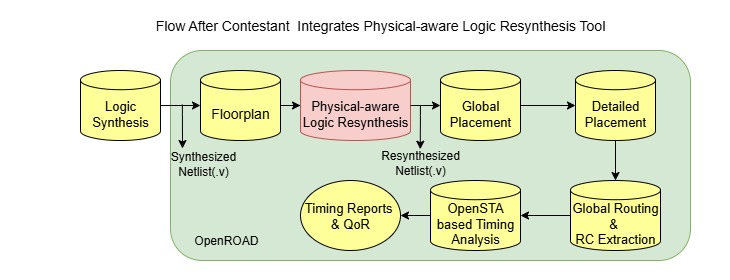 Flow After Contestant Integrates Physical-aware Logic Resynthesis Tool
Logic
Synthesis
Floorplan
Physical-aware
Logic Resynthesis
Global
Placement
Detailed
Placement
Synthesized
Netlist(.v)
Resynthesized
Netlist(.v)
Timing Reports
& QoR
OpenSTA
based Timing
Analysis
Global Routing
&
RC Extraction
OpenROAD